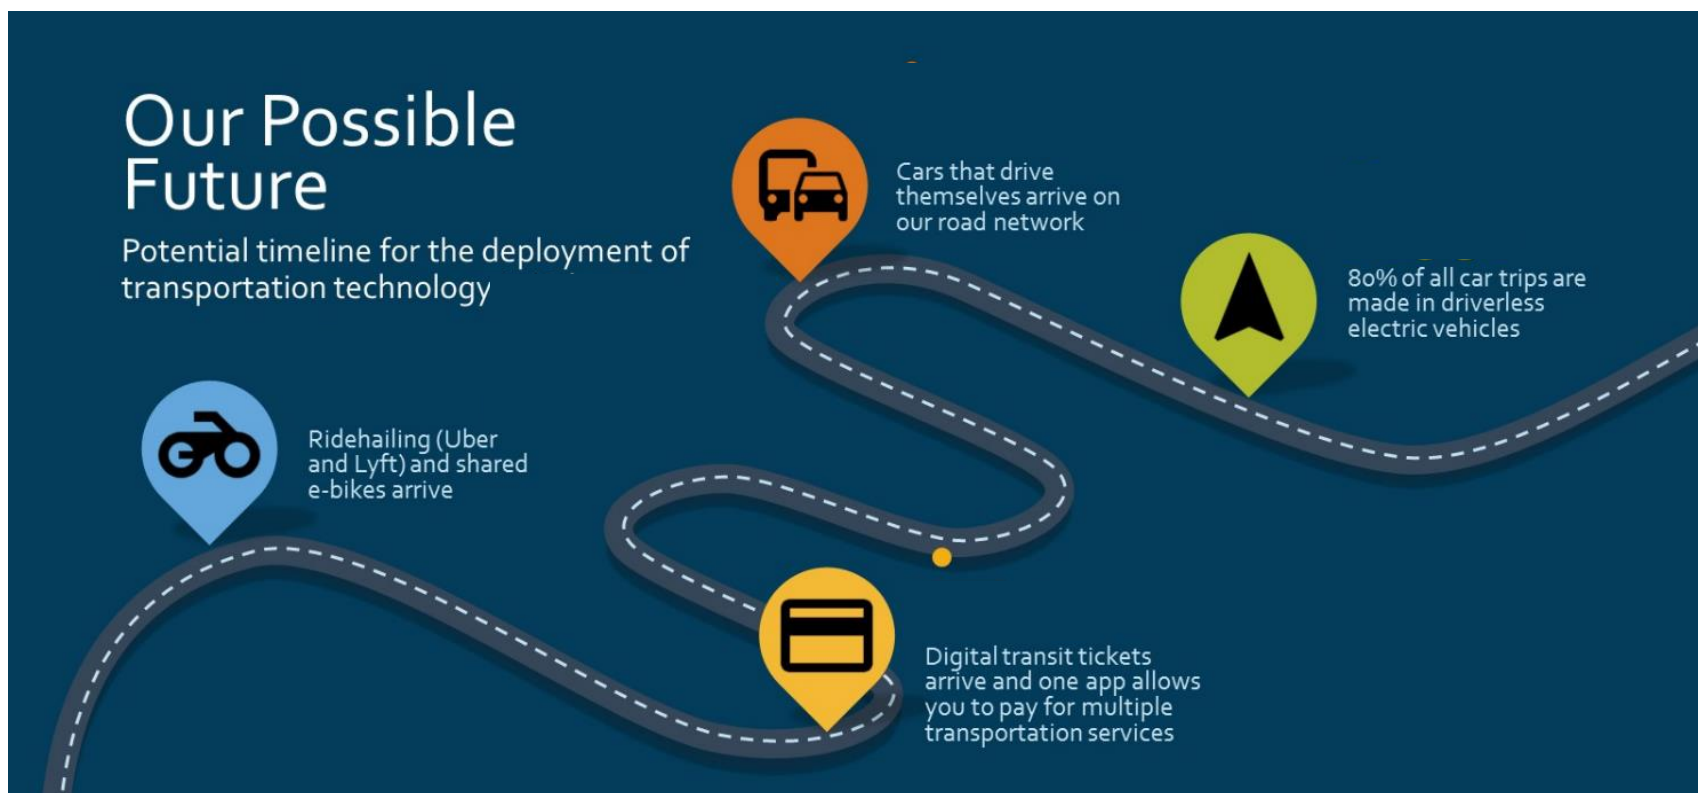 Our Possible
Future
Potential timeline for the deployment of
transportation technology
Ridehailing (Uber
and Lyft) and shared
e-bikes arrive
Digital transit tickets
arrive and one app allows
you to pay for multiple
transportation services
Cars that drive
themselves arrive on
our road network
80% of all car trips are
made in driverless
electric vehicles